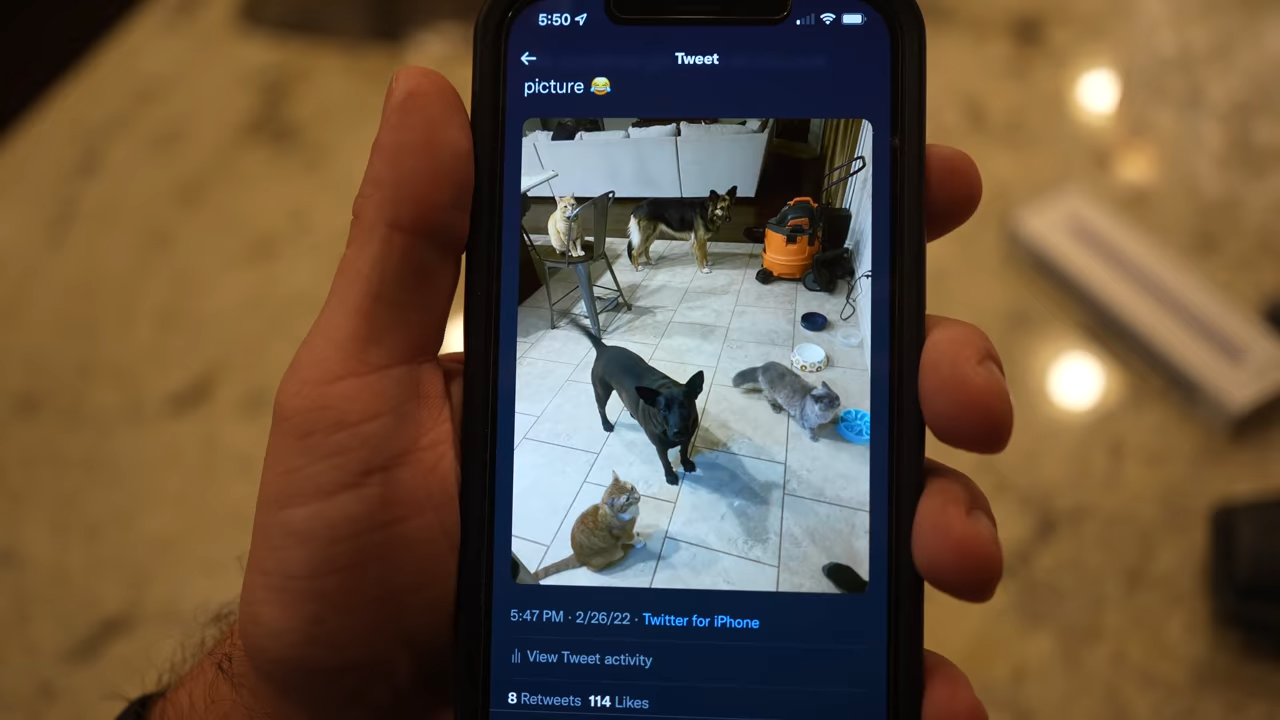 5:50
Tweet
picture 😂
5:47 PM · 2/26/22 · Twitter for iPhone
View Tweet activity
8 Retweets 114 Likes